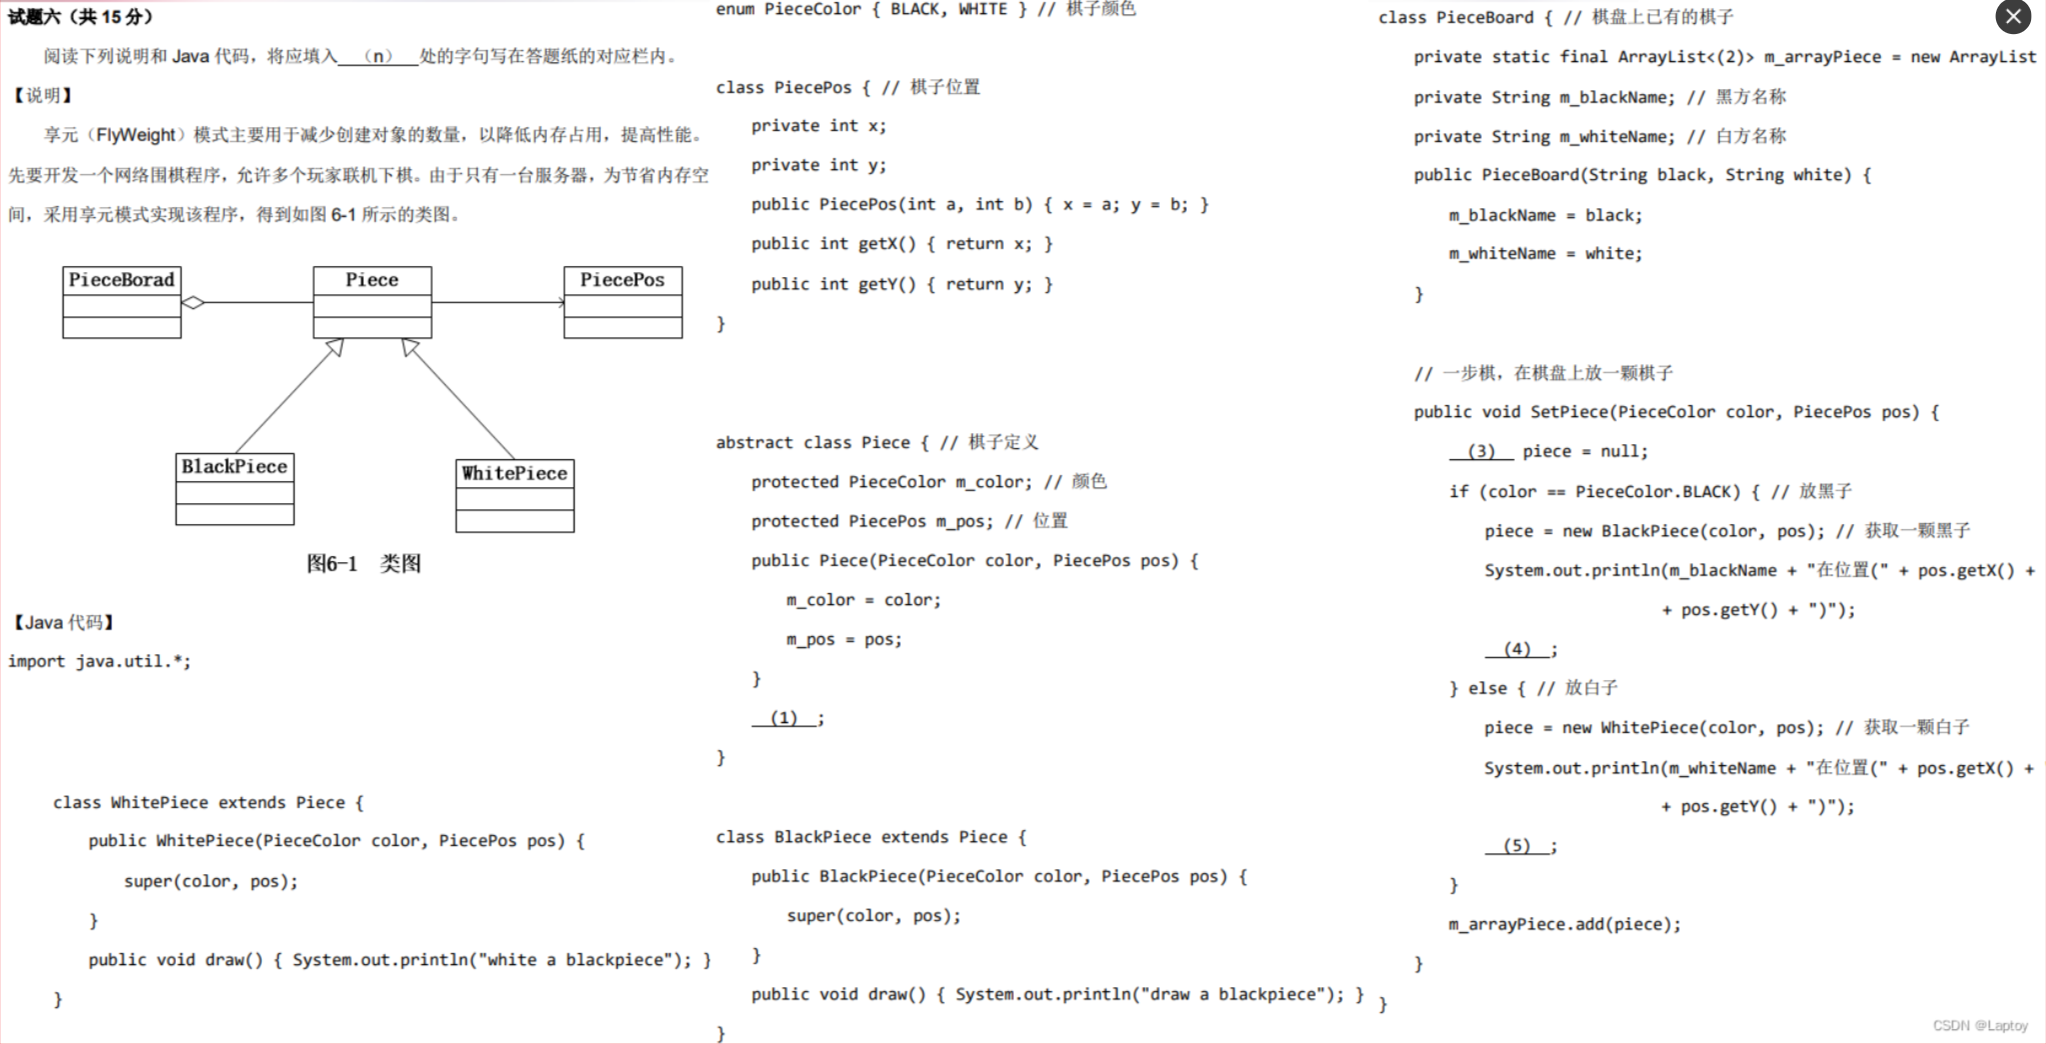 试题六（共 15 分）
阅读下列说明和 Java 代码，将应填入 （n） 处的字句写在答题纸的对应栏内。
【说明】
享元（FlyWeight）模式主要用于减少创建对象的数量，以降低内存占用，提高性能。
先要开发一个网络围棋程序，允许多个玩家联机下棋。由于只有一台服务器，为节省内存空
间，采用享元模式实现该程序，得到如图 6-1 所示的类图。
PieceBorad
Piece
PiecePos
BlackPiece
WhitePiece
图6-1 类图
【Java 代码】
import java.util.*;
class WhitePiece extends Piece {
public WhitePiece(PieceColor color, PiecePos pos) {
super(color, pos);
}
public void draw() { System.out.println("white a blackpiece"); }
}
enum PieceColor { BLACK, WHITE } // 棋子颜色
class PiecePos { // 棋子位置
private int x;
private int y;
public PiecePos(int a, int b) { x = a; y = b; }
public int getX() { return x; }
public int getY() { return y; }
}
abstract class Piece { // 棋子定义
protected PieceColor m_color; // 颜色
protected PiecePos m_pos; // 位置
public Piece(PieceColor color, PiecePos pos) {
m_color = color;
m_pos = pos;
}
(1) ;
}
class BlackPiece extends Piece {
public BlackPiece(PieceColor color, PiecePos pos) {
super(color, pos);
}
public void draw() { System.out.println("draw a blackpiece"); }
}
class PieceBoard { // 棋盘上已有的棋子
private static final ArrayList<(2)> m_arrayPiece = new ArrayList
private String m_blackName; // 黑方名称
private String m_whiteName; // 白方名称
public PieceBoard(String black, String white) {
m_blackName = black;
m_whiteName = white;
}
// 一步棋，在棋盘上放一颗棋子
public void SetPiece(PieceColor color, PiecePos pos) {
(3) piece = null;
if (color == PieceColor.BLACK) { // 放黑子
piece = new BlackPiece(color, pos); // 获取一颗黑子
System.out.println(m_blackName + "在位置(" + pos.getX() +
+ pos.getY() + ")");
(4) ;
} else { // 放白子
piece = new WhitePiece(color, pos); // 获取一颗白子
System.out.println(m_whiteName + "在位置(" + pos.getX() +
+ pos.getY() + ")");
(5) ;
}
m_arrayPiece.add(piece);
}
}
CSDN @Laptoy